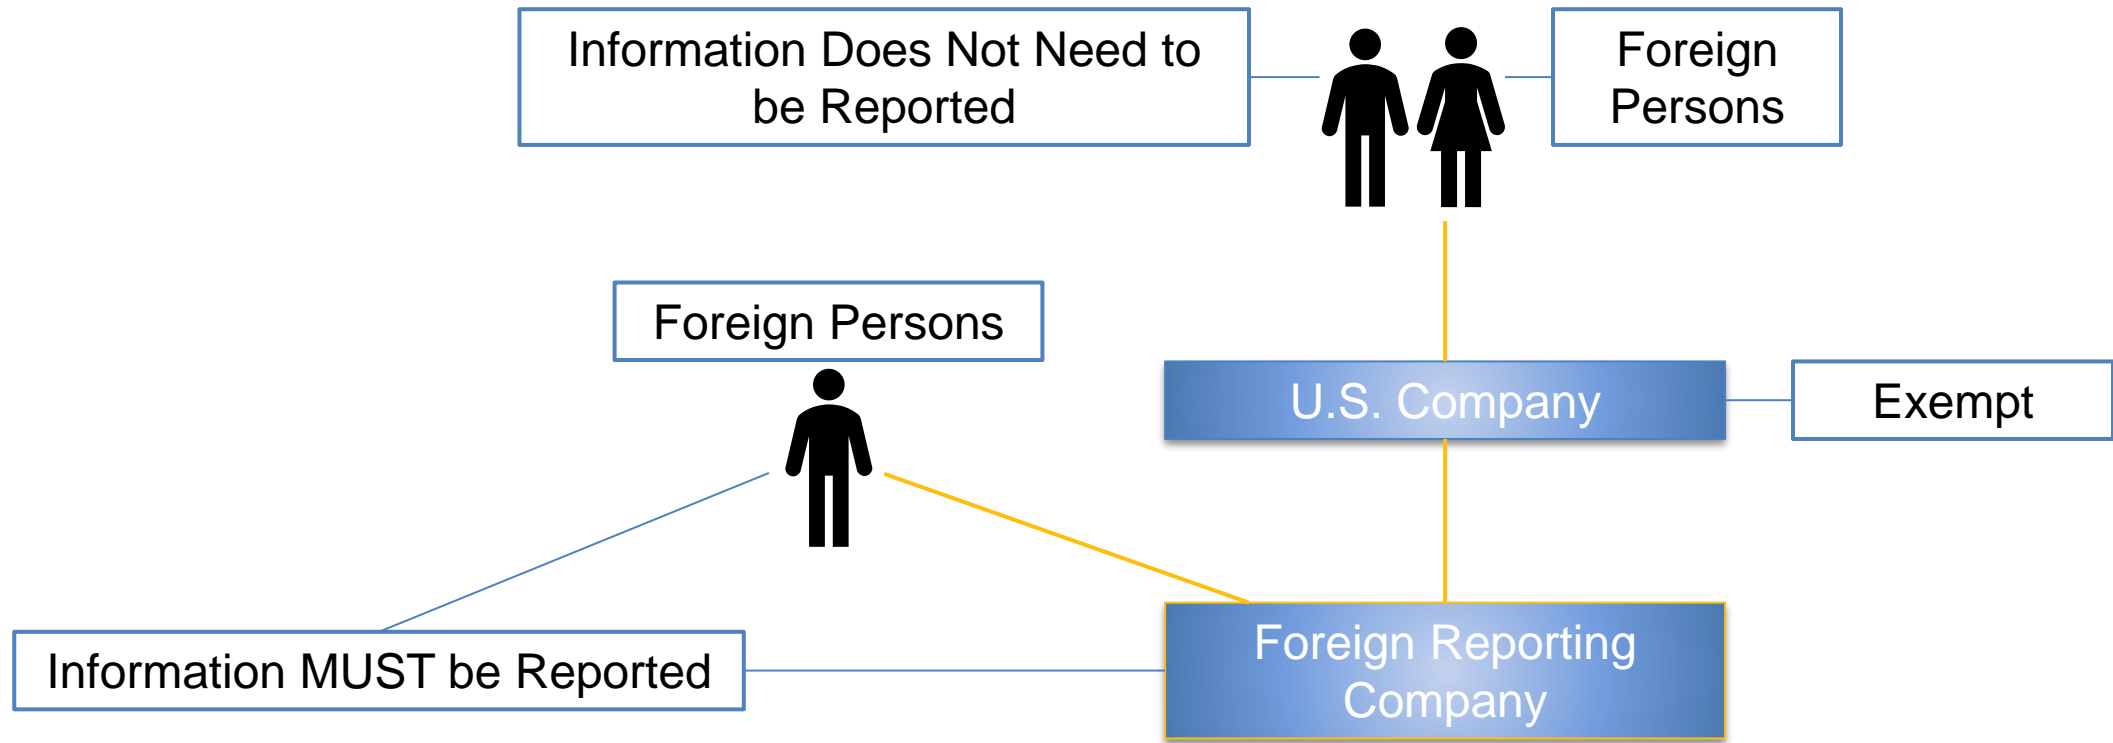 Information Does Not Need to
be Reported
Foreign
Persons
Foreign Persons
U.S. Company
Exempt
Information MUST be Reported
Foreign Reporting
Company